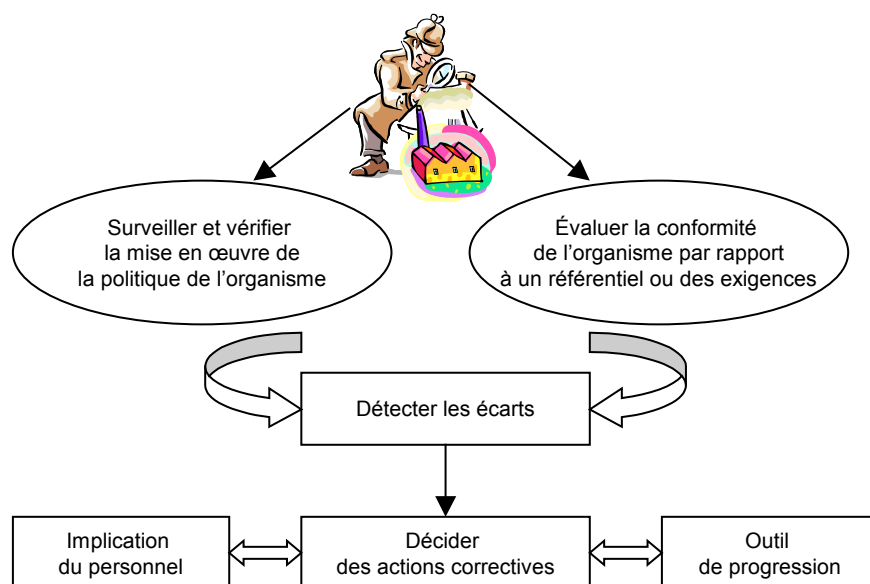 Surveiller et vérifier
la mise en œuvre de
la politique de l’organisme
Évaluer la conformité
de l’organisme par rapport
à un référentiel ou des exigences
Détecter les écarts
Implication
du personnel
Décider
des actions correctives
Outil
de progression